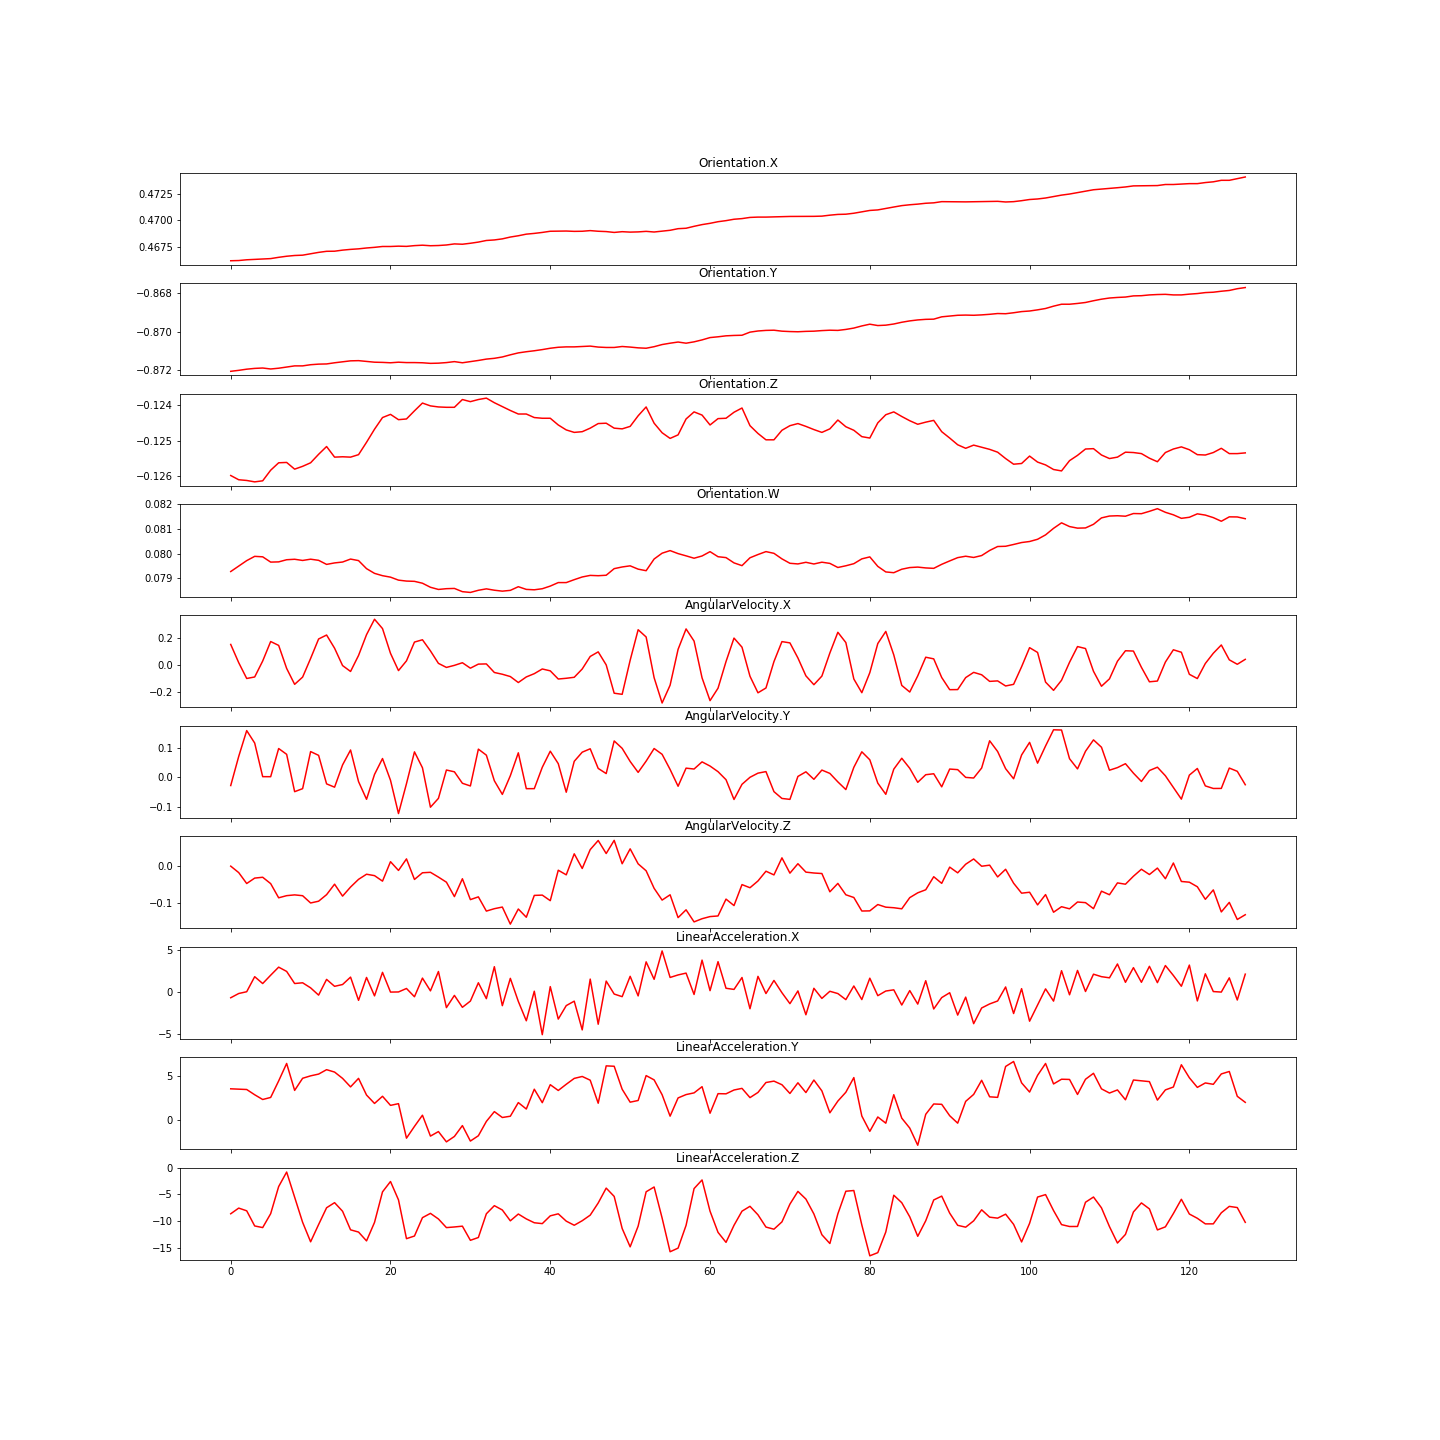 Orientation.X
0.4725
0.4700
0.4675
Orientation.Y
−0.868
−0.870
−0.872
Orientation.Z
−0.124
−0.125
−0.126
Orientation.W
0.082
0.081
0.080
0.079
AngularVelocity.X
0.2
0.0
−0.2
AngularVelocity.Y
0.1
0.0
−0.1
AngularVelocity.Z
0.0
−0.1
LinearAcceleration.X
5
0
−5
LinearAcceleration.Y
5
0
LinearAcceleration.Z
0
−5
−10
−15
0 20 40 60 80 100 120